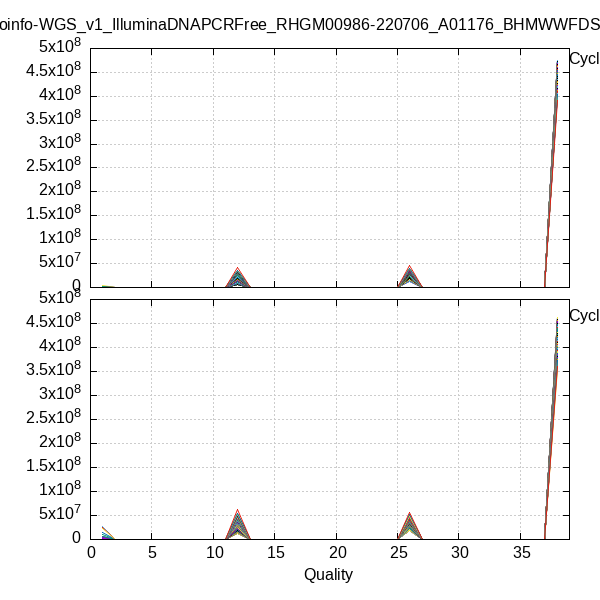 oinfo-WGS_v1_IlluminaDNAPCRFree_RHGM00986-220706_A01176_BHMWWFDS
5x10^8
4.5x10^8
4x10^8
3.5x10^8
3x10^8
2.5x10^8
2x10^8
1.5x10^8
1x10^8
5x10^7
0
Cycl
5x10^8
4.5x10^8
4x10^8
3.5x10^8
3x10^8
2.5x10^8
2x10^8
1.5x10^8
1x10^8
5x10^7
0
Cycl
0 5 10 15 20 25 30 35
Quality